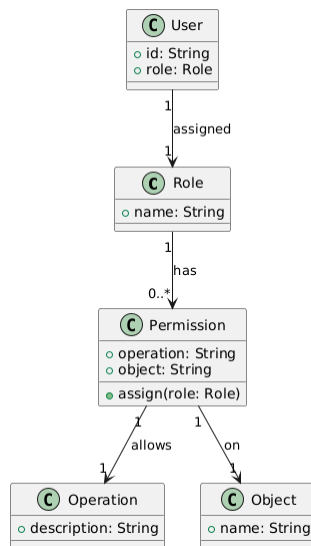 C User
id: String
role: Role
1
assigned
1
C Role
name: String
1
has
0..*
C Permission
operation: String
object: String
assign(role: Role)
1 1
allows on
1 1
C Operation C Object
description: String name: String